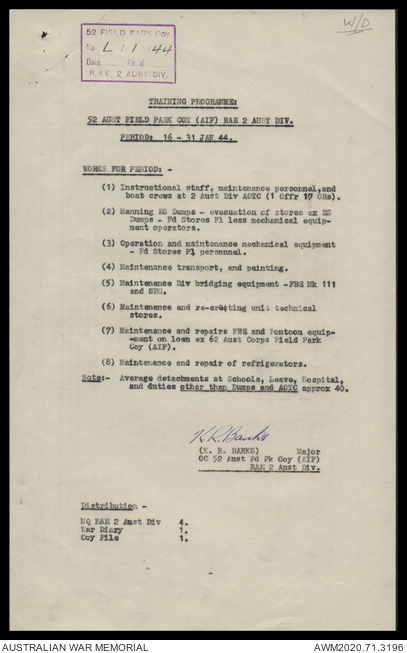 W/D
52 FIELD PARK Coy
No. L 11/44
Date Fe'd
R.A.E. 2 AUST DIV.
TRAINING PROGRAMME:
52 AUST FIELD PARK COY (AIF) RAE 2 AUST DIV.
PERIOD: 16 - 31 JAN 44.
WORKS FOR PERIOD: -
(1) Instructional staff, maintenance personnel,and
boat crews at 2 Aust Div AOTC (1 Offr 17 ORs).
(2) Manning ES Dumps - evacuation of stores ex ES
Dumps - Fd Stores Pl less mechanical equip-
ment operators.
(3) Operation and maintenance mechanical equipment
- Fd Stores Pl personnel.
(4) Maintenance transport, and painting.
(5) Maintenance Div bridging equipment -FBE Mk 111
and SBG.
(6) Maintenance and re-crating unit technical
stores.
(7) Maintenance and repairs FBE and Pontoon equip-
-ment on loan ex 62 Aust Corps Field Park
Coy (AIF).
(8) Maintenance and repair of refrigerators.
Note:- Average detachments at Schools, Leave, Hospital,
and duties other than Dumps and AOTC approx 40.
K.R. Banks
(K. R. BANKS) Major
OC 52 Aust Fd Pk Coy (AIF)
RAE 2 Aust Div.
Distribution -
HQ RAE 2 Aust Div 4.
War Diary 1.
Coy File 1.
AUSTRALIAN WAR MEMORIAL AWM2020.71.3196